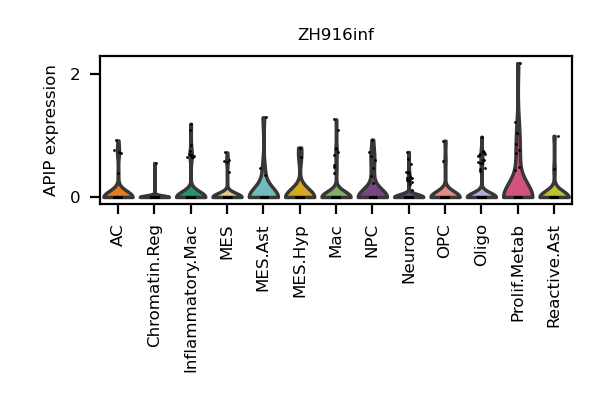 ZH916inf
APIP expression
2
0
AC
Chromatin.Reg
Inflammatory.Mac
MES
MES.Ast
MES.Hyp
Mac
NPC
Neuron
OPC
Oligo
Prolif.Metab
Reactive.Ast